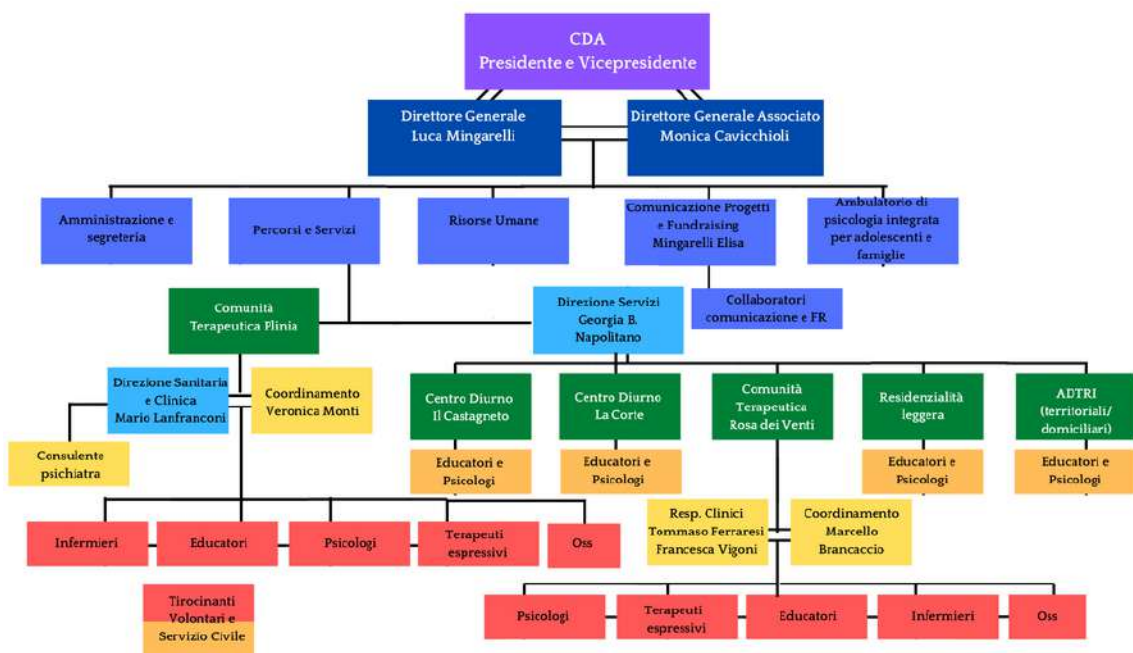 CDA
Presidente e Vicepresidente
Direttore Generale
Luca Mingarelli
Direttore Generale Associato
Monica Cavicchioli
Amministrazione e
segreteria
Percorsi e Servizi
Risorse Umane
Comunicazione Progetti
e Fundraising
Mingarelli Elisa
Ambulatorio di
psicologia integrata
per adolescenti e
famiglie
Collaboratori
comunicazione e FR
Comunità
Terapeutica Plinia
Direzione Servizi
Georgia B.
Napolitano
Direzione Sanitaria
e Clinica
Mario Lanfranconi
Coordinamento
Veronica Monti
Consulente
psichiatra
Centro Diurno
Il Castagneto
Centro Diurno
La Corte
Comunità
Terapeutica
Rosa dei Venti
Residenzialità
leggera
ADTRI
(territoriali/
domiciliari)
Educatori e
Psicologi
Educatori e
Psicologi
Educatori e
Psicologi
Educatori e
Psicologi
Resp. Clinici
Tommaso Ferraresi
Francesca Vigoni
Coordinamento
Marcello
Brancaccio
Infermieri
Educatori
Psicologi
Terapeuti
espressivi
Oss
Psicologi
Terapeuti
espressivi
Educatori
Infermieri
Oss
Tirocinanti
Volontari e
Servizio Civile